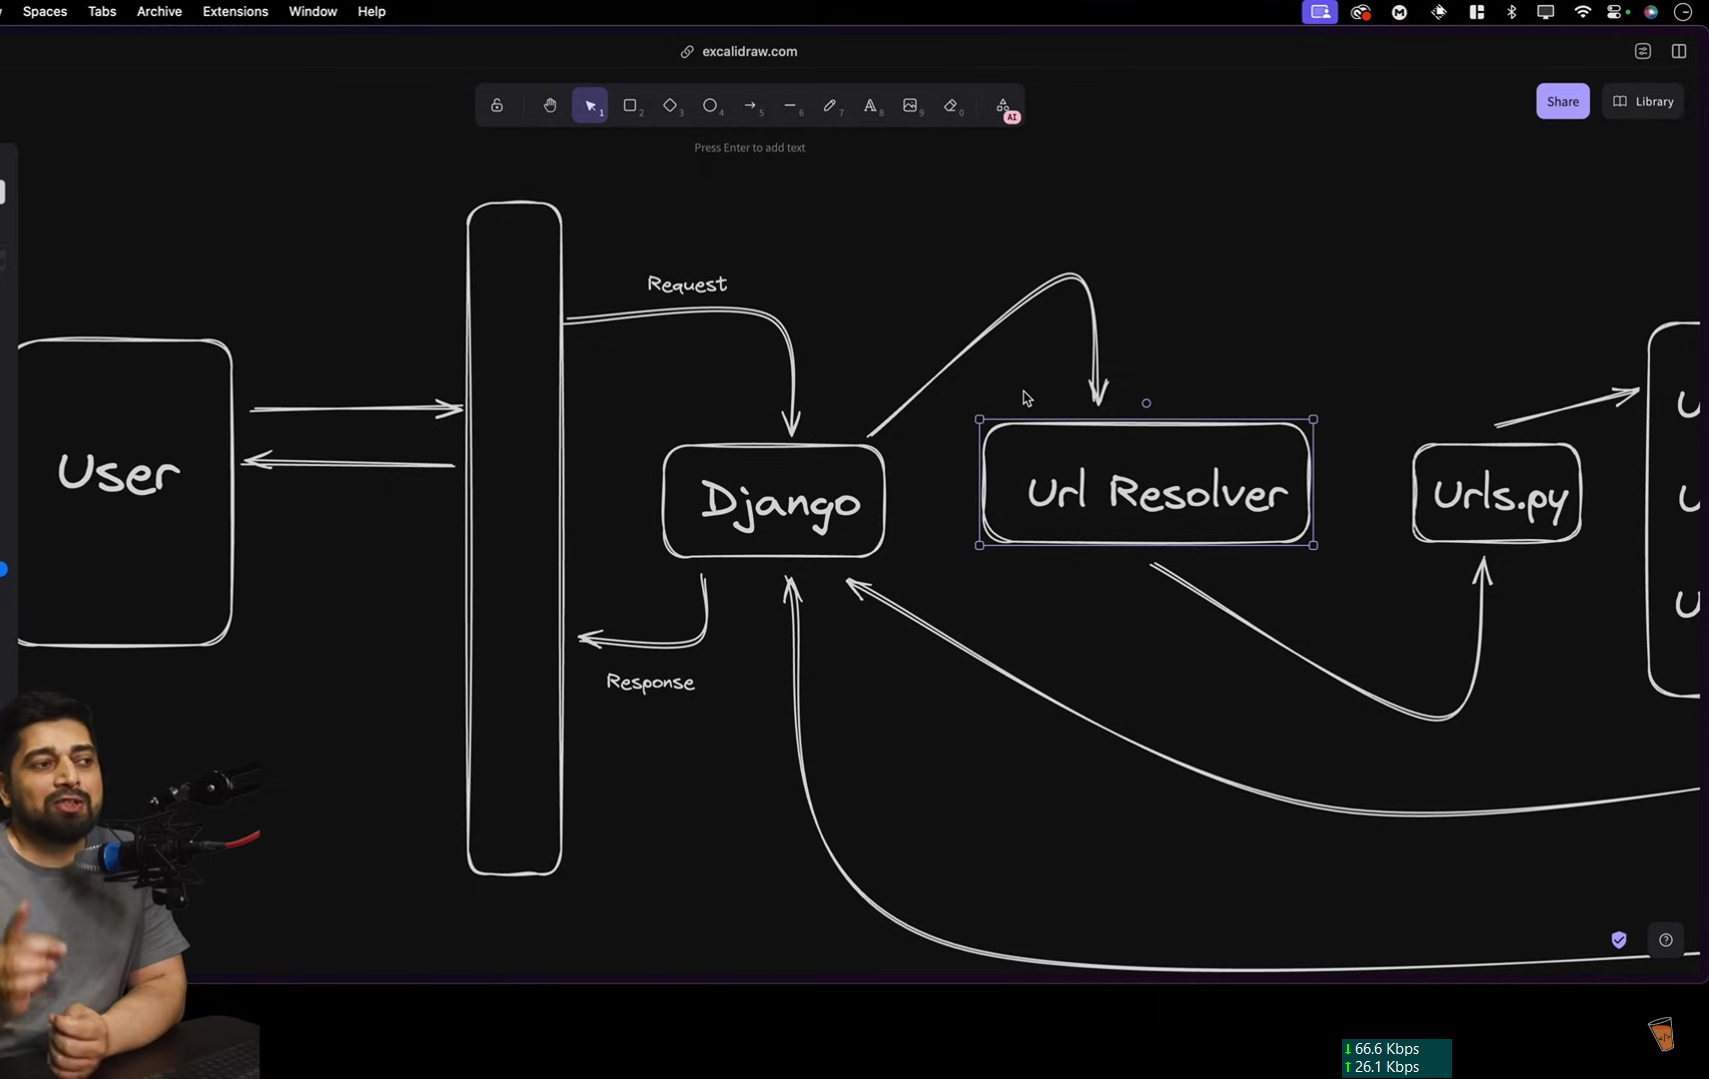 Spaces Tabs Archive Extensions Window Help
excalidraw.com
1 2 3 4 5 6 7 8 9 0 AI
Share Library
Press Enter to add text
Request
User
Django
Url Resolver
Urls.py
U
U
U
Response
66.6 Kbps
26.1 Kbps